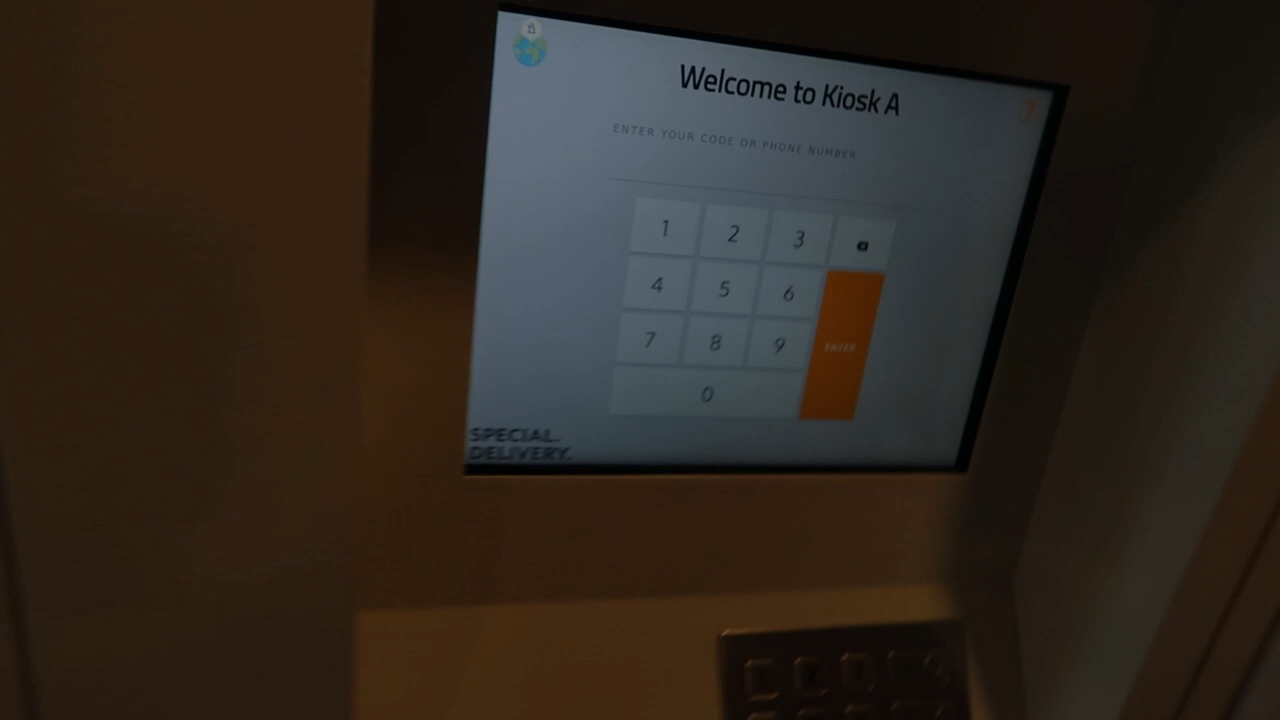 Welcome to Kiosk A
ENTER YOUR CODE OR PHONE NUMBER
1 2 3
4 5 6
7 8 9
ENTER
0
SPECIAL.
DELIVERY.